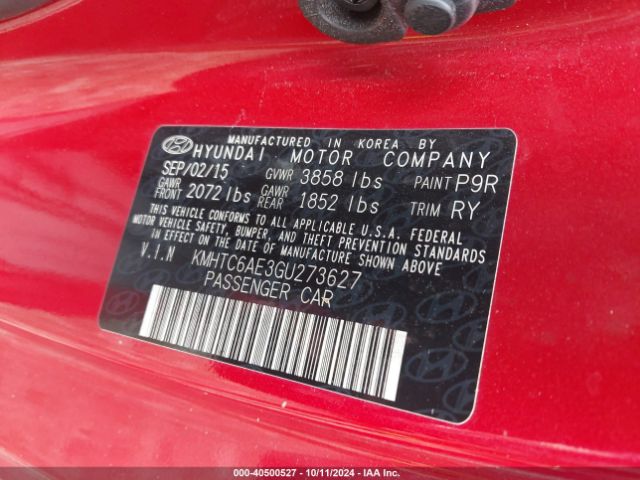 MANUFACTURED IN KOREA BY
HYUNDAI MOTOR COMPANY
SEP/02/15 GVWR 3858 lbs PAINT P9R
GAWR FRONT 2072 lbs GAWR REAR 1852 lbs TRIM RY
THIS VEHICLE CONFORMS TO ALL APPLICABLE U.S.A. FEDERAL
MOTOR VEHICLE SAFETY, BUMPER, AND THEFT PREVENTION STANDARDS
IN EFFECT ON THE DATE OF MANUFACTURE SHOWN ABOVE
V.I.N KMHTC6AE3GU273627
PASSENGER CAR
000-40500527 - 10/11/2024 - IAA Inc.